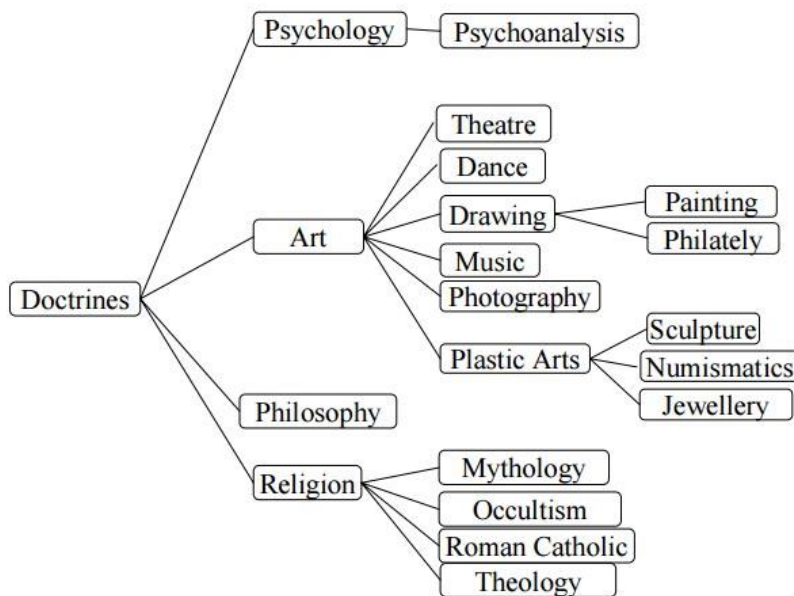 Psychology
Psychoanalysis
Theatre
Dance
Drawing
Painting
Philately
Art
Music
Photography
Doctrines
Plastic Arts
Sculpture
Numismatics
Jewellery
Philosophy
Religion
Mythology
Occultism
Roman Catholic
Theology